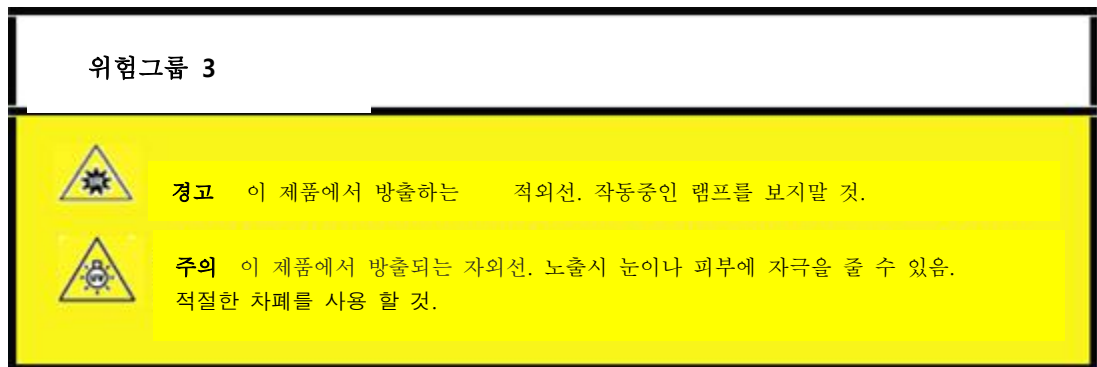 위험그룹 3
경고 이 제품에서 방출하는 적외선. 작동중인 램프를 보지말 것.
주의 이 제품에서 방출되는 자외선. 노출시 눈이나 피부에 자극을 줄 수 있음.
적절한 차폐를 사용 할 것.